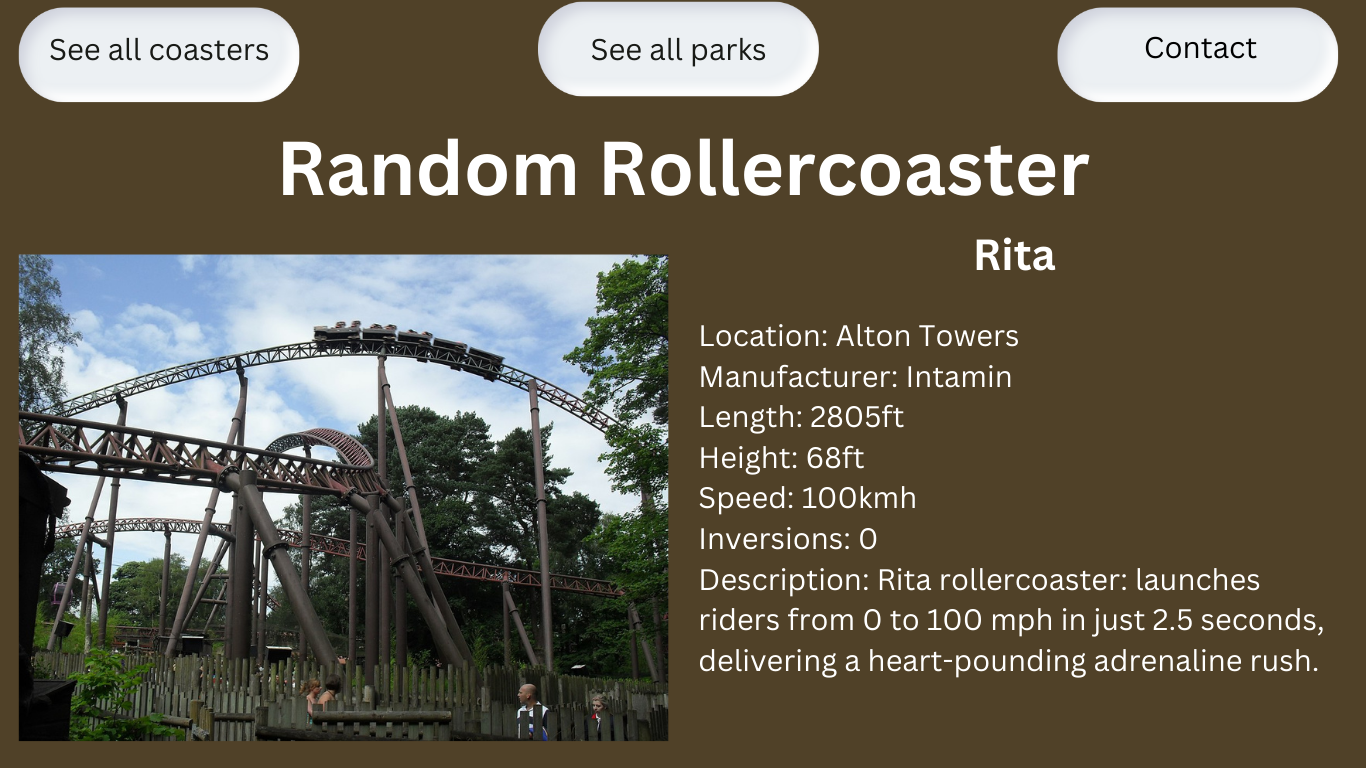 See all coasters
See all parks
Contact
Random Rollercoaster
Rita
Location: Alton Towers
Manufacturer: Intamin
Length: 2805ft
Height: 68ft
Speed: 100kmh
Inversions: 0
Description: Rita rollercoaster: launches
riders from 0 to 100 mph in just 2.5 seconds,
delivering a heart-pounding adrenaline rush.